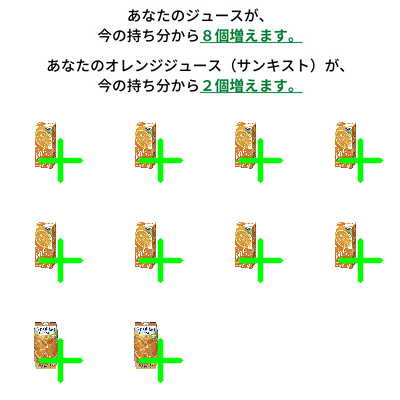 あなたのジュースが、
今の持ち分から８個増えます。
あなたのオレンジジュース（サンキスト）が、
今の持ち分から２個増えます。